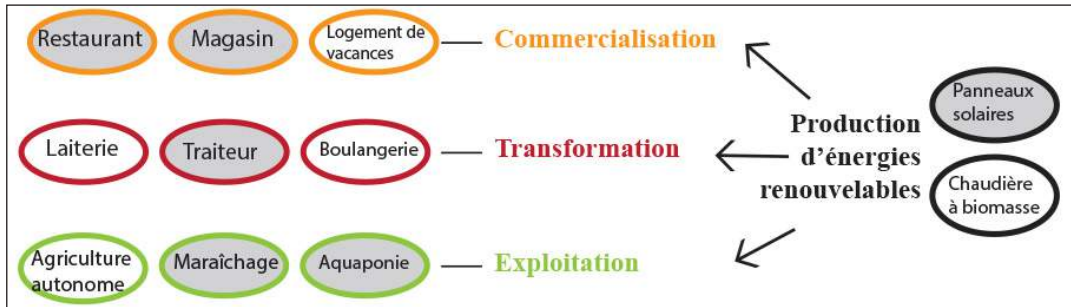 Restaurant
Magasin
Logement de
vacances
Commercialisation
Laiterie
Traiteur
Boulangerie
Transformation
Agriculture
autonome
Maraîchage
Aquaponie
Exploitation
Production
d’énergies
renouvelables
Panneaux
solaires
Chaudière
à biomasse